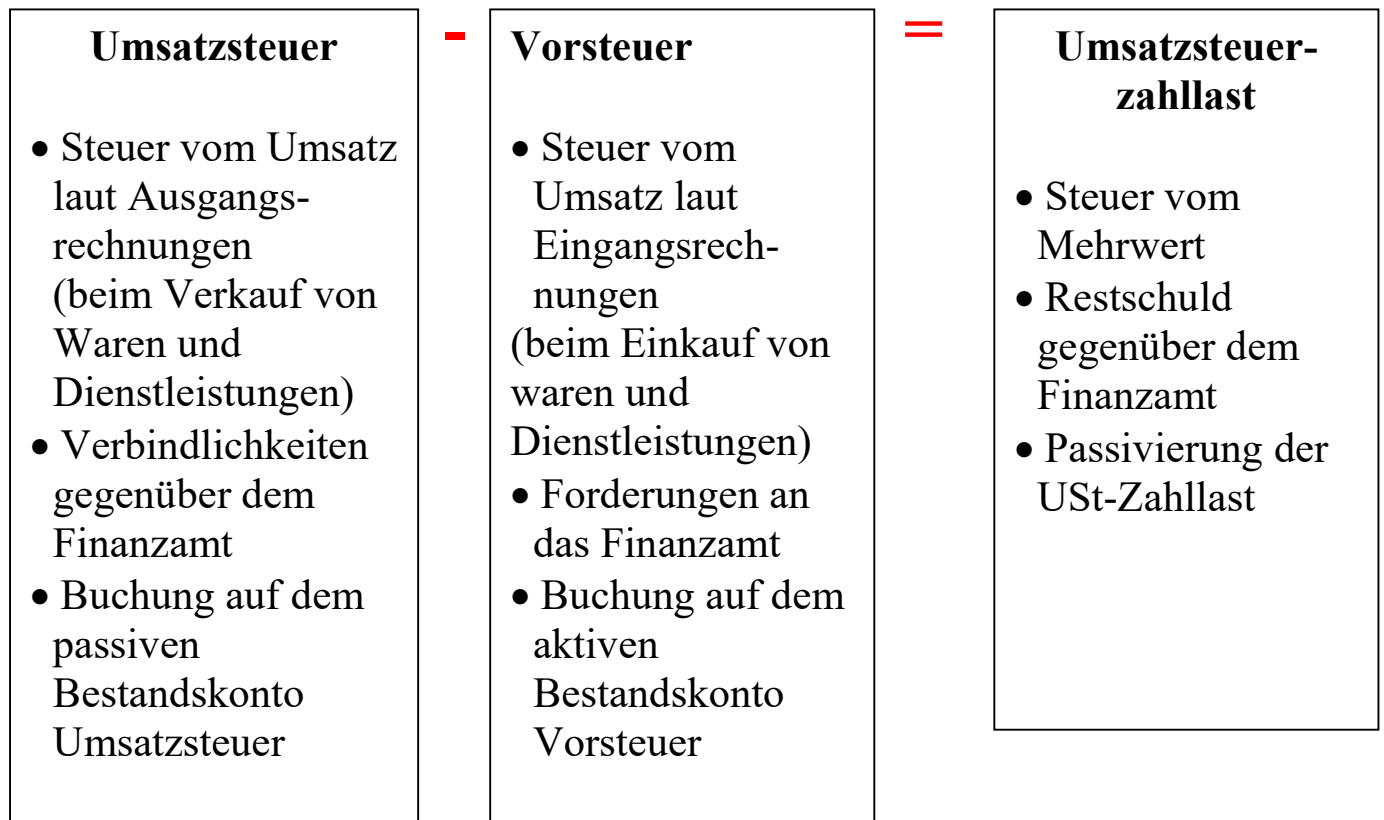 Umsatzsteuer
• Steuer vom Umsatz
laut Ausgangs-
rechnungen
(beim Verkauf von
Waren und
Dienstleistungen)
• Verbindlichkeiten
gegenüber dem
Finanzamt
• Buchung auf dem
passiven
Bestandskonto
Umsatzsteuer
-
Vorsteuer
• Steuer vom
Umsatz laut
Eingangsrech-
nungen
(beim Einkauf von
waren und
Dienstleistungen)
• Forderungen an
das Finanzamt
• Buchung auf dem
aktiven
Bestandskonto
Vorsteuer
=
Umsatzsteuer-
zahllast
• Steuer vom
Mehrwert
• Restschuld
gegenüber dem
Finanzamt
• Passivierung der
USt-Zahllast